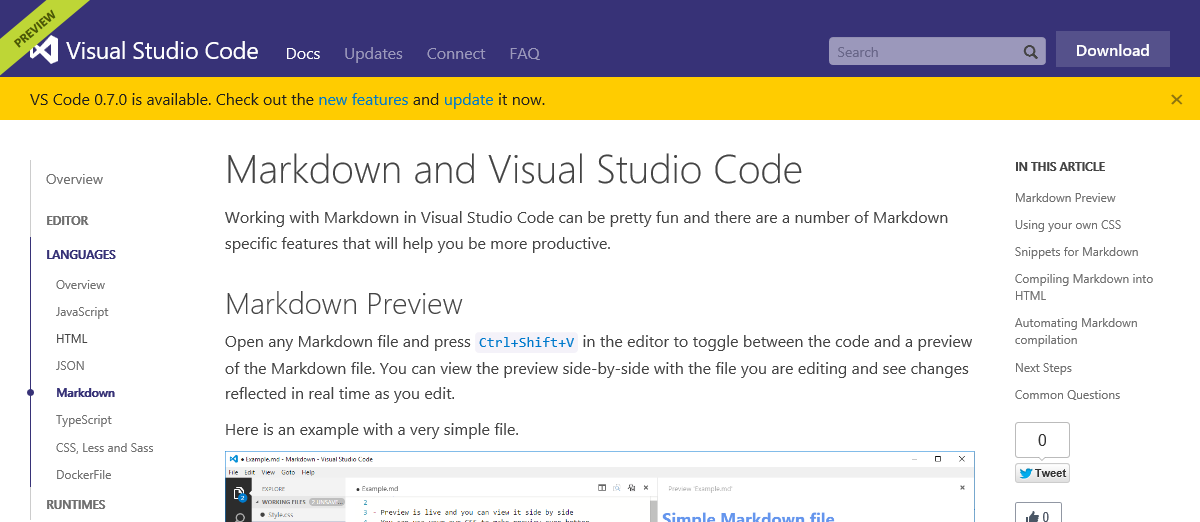 PREVIEW
Visual Studio Code
Docs
Updates
Connect
FAQ
Search
Download
VS Code 0.7.0 is available. Check out the new features and update it now.
Overview
EDITOR
LANGUAGES
Overview
JavaScript
HTML
JSON
Markdown
TypeScript
CSS, Less and Sass
DockerFile
RUNTIMES
Markdown and Visual Studio Code
Working with Markdown in Visual Studio Code can be pretty fun and there are a number of Markdown
specific features that will help you be more productive.
Markdown Preview
Open any Markdown file and press Ctrl+Shift+V in the editor to toggle between the code and a preview
of the Markdown file. You can view the preview side-by-side with the file you are editing and see changes
reflected in real time as you edit.
Here is an example with a very simple file.
• Example.md - Markdown - Visual Studio Code
File Edit View Goto Help
EXPLORE
WORKING FILES
Style.css
2
• Example.md
2
- Preview is live and you can view it side by side
Preview 'Example.md'
Simple Markdown file
IN THIS ARTICLE
Markdown Preview
Using your own CSS
Snippets for Markdown
Compiling Markdown into
HTML
Automating Markdown
compilation
Next Steps
Common Questions
0
Tweet
0